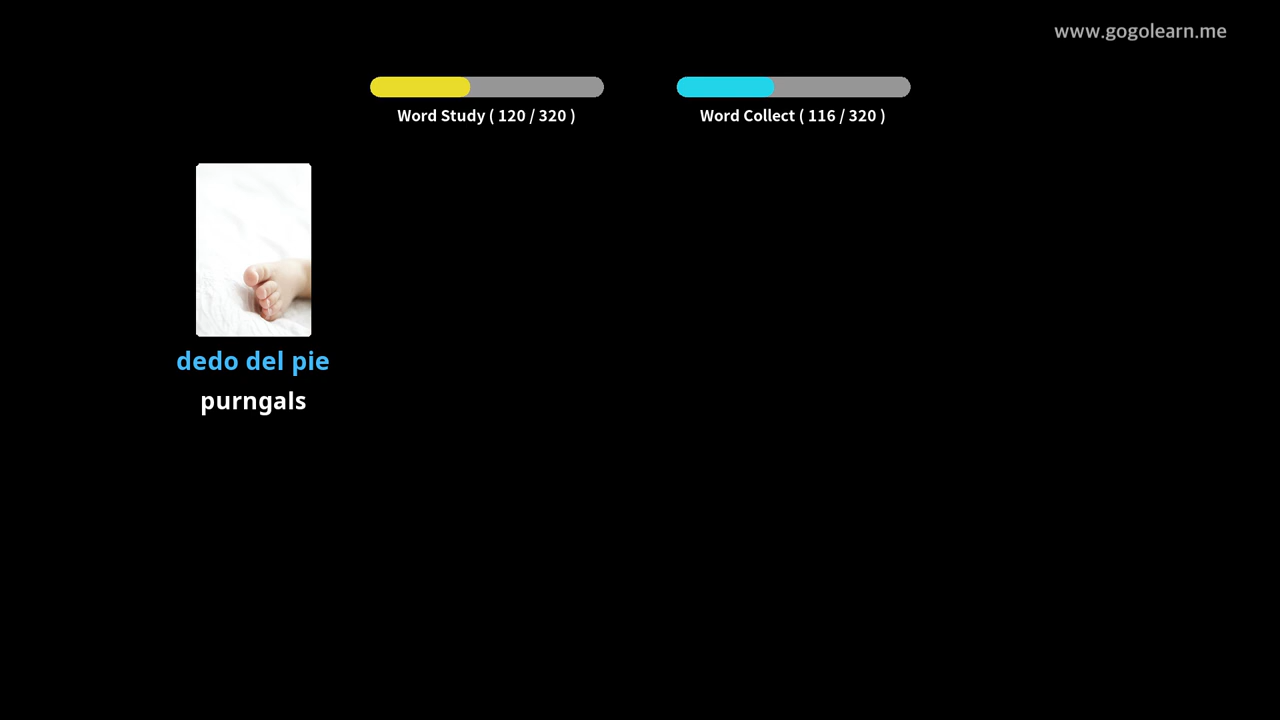 www.gogolearn.me
Word Study ( 120 / 320 )
Word Collect ( 116 / 320 )
dedo del pie
purngals